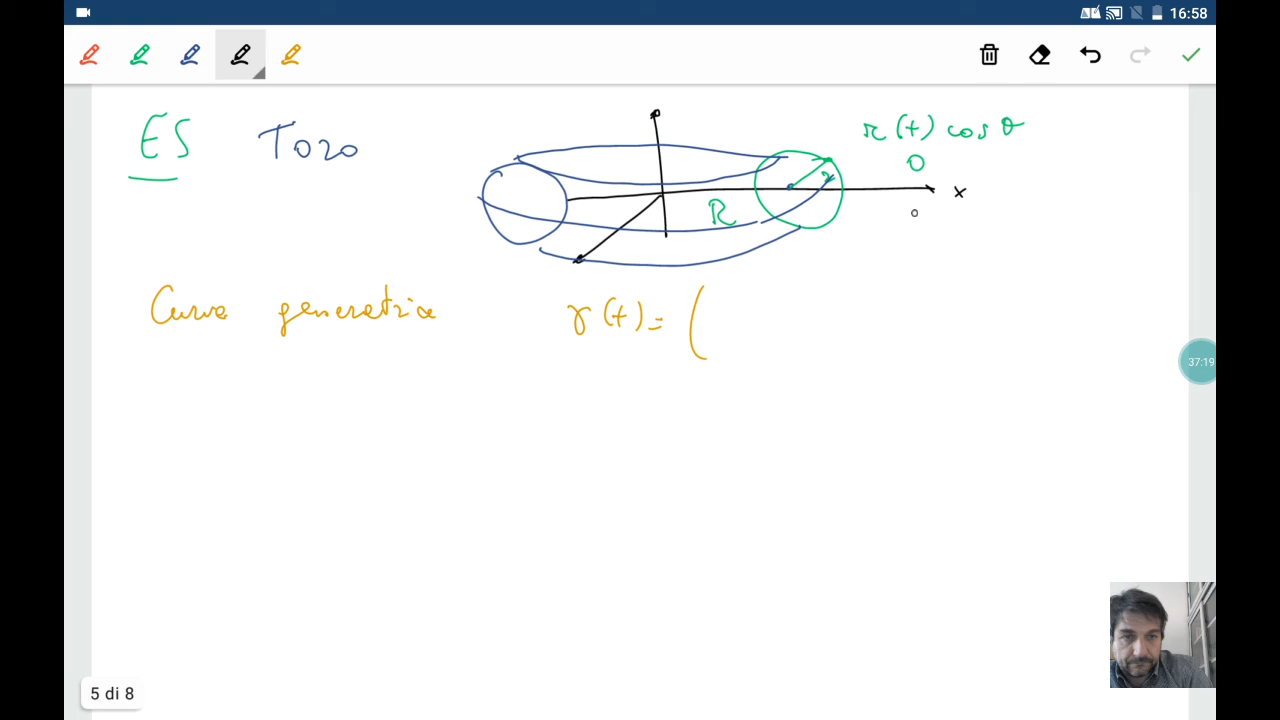 16:58
ES Toro
r(t) cos θ
0
R
r
x
0
Curva generatrice γ(t) = (
37:19
5 di 8